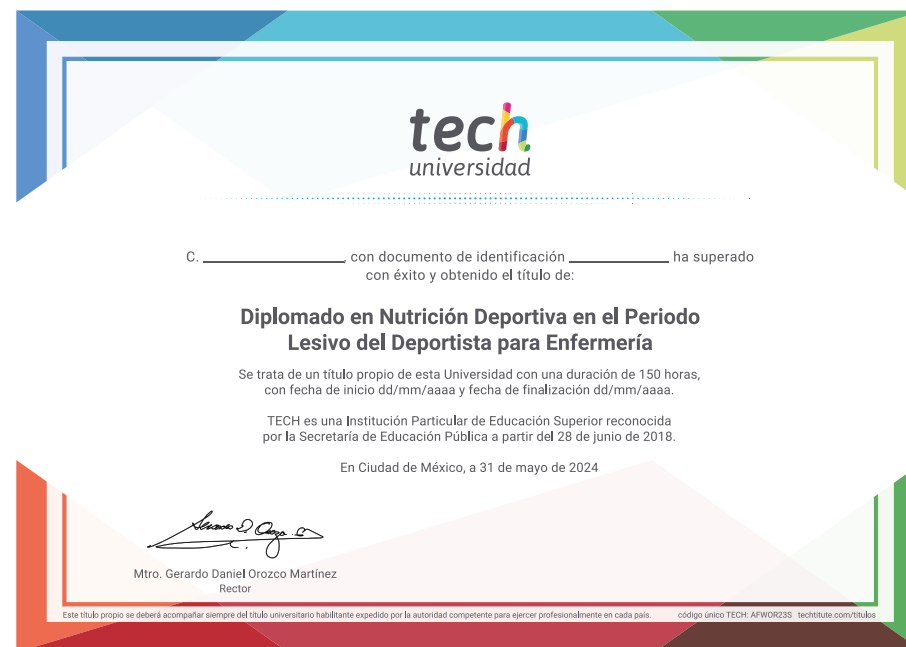 tech
universidad
C. ____________, con documento de identificación ____________ ha superado
con éxito y obtenido el título de:
Diplomado en Nutrición Deportiva en el Periodo
Lesivo del Deportista para Enfermería
Se trata de un título propio de esta Universidad con una duración de 150 horas,
con fecha de inicio dd/mm/aaaa y fecha de finalización dd/mm/aaaa.
TECH es una Institución Particular de Educación Superior reconocida
por la Secretaría de Educación Pública a partir del 28 de junio de 2018.
En Ciudad de México, a 31 de mayo de 2024
Mtro. Gerardo Daniel Orozco Martínez
Rector
Este título propio se deberá acompañar siempre del título universitario habilitante expedido por la autoridad competente para ejercer profesionalmente en cada país. código único TECH: AFWOR23S techtitute.com/titulos